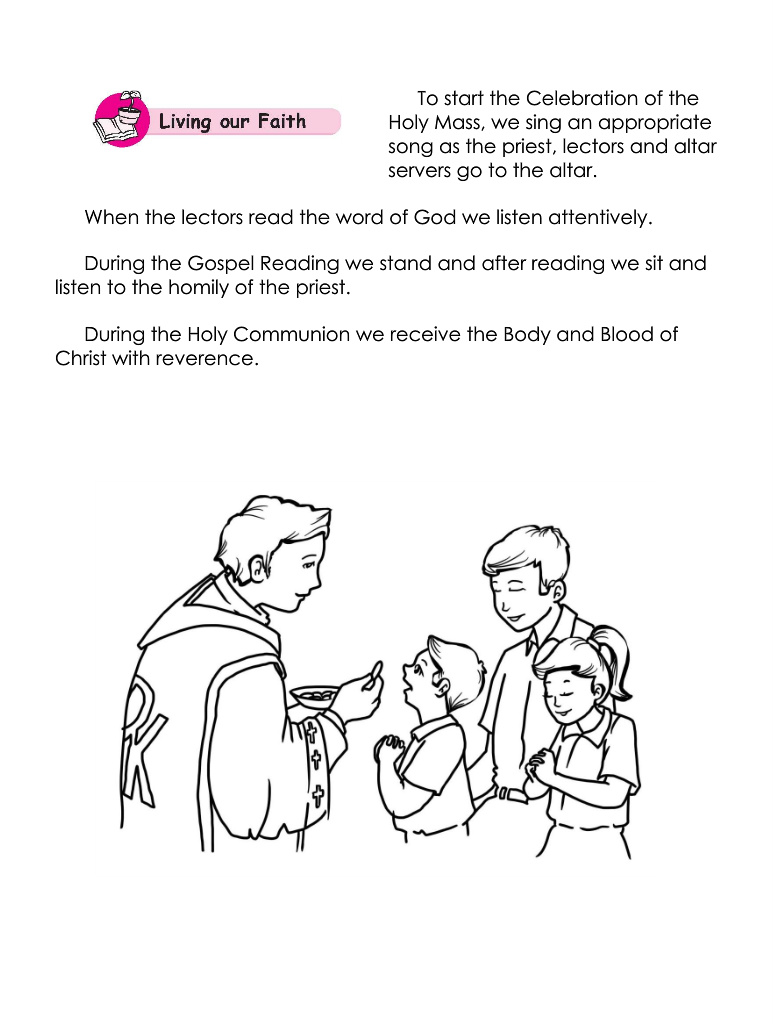 Living our Faith
To start the Celebration of the
Holy Mass, we sing an appropriate
song as the priest, lectors and altar
servers go to the altar.
When the lectors read the word of God we listen attentively.
During the Gospel Reading we stand and after reading we sit and
listen to the homily of the priest.
During the Holy Communion we receive the Body and Blood of
Christ with reverence.